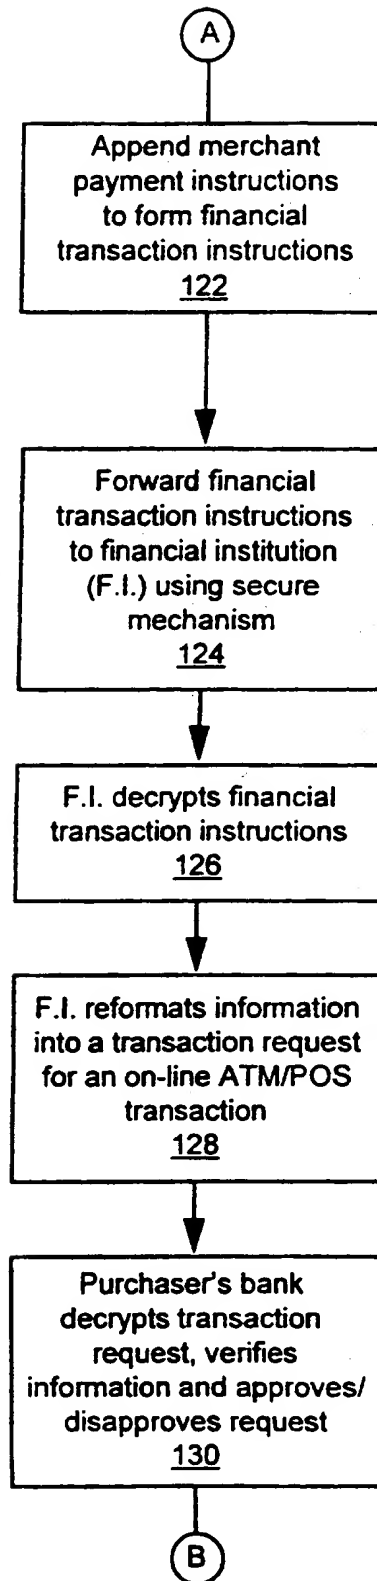 A
Append merchant
payment instructions
to form financial
transaction instructions
122
Forward financial
transaction instructions
to financial institution
(F.I.) using secure
mechanism
124
F.I. decrypts financial
transaction instructions
126
F.I. reformats information
into a transaction request
for an on-line ATM/POS
transaction
128
Purchaser's bank
decrypts transaction
request, verifies
information and approves/
disapproves request
130
B